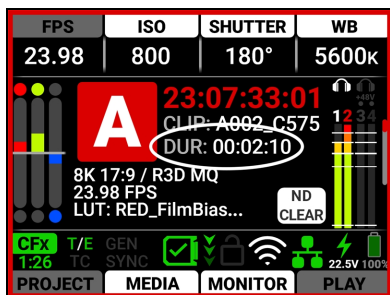 FPS ISO SHUTTER WB
23.98 800 180° 5600K
A 23:07:33:01
CLIP: A002_C575
DUR: 00:02:10
+48V
1 2 3 4
8K 17:9 / R3D MQ
23.98 FPS
LUT: RED_FilmBias...
ND
CLEAR
CFx T/E GEN
1:26 TC SYNC
22.5V 100%
PROJECT MEDIA MONITOR PLAY